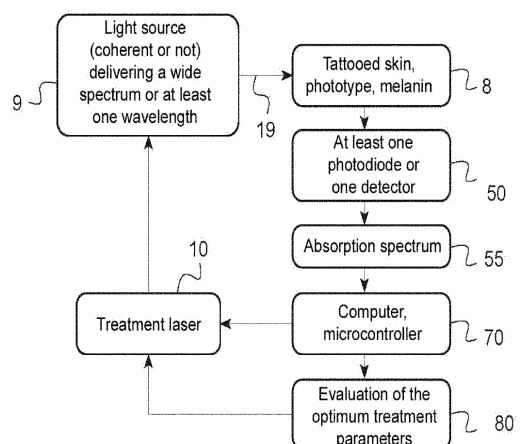 Light source
(coherent or not)
delivering a wide
spectrum or at least
one wavelength
9
19
Tattooed skin,
phototype, melanin
8
At least one
photodiode or
one detector
50
Absorption spectrum
55
10
Treatment laser
Computer,
microcontroller
70
Evaluation of the
optimum treatment
parameters
80